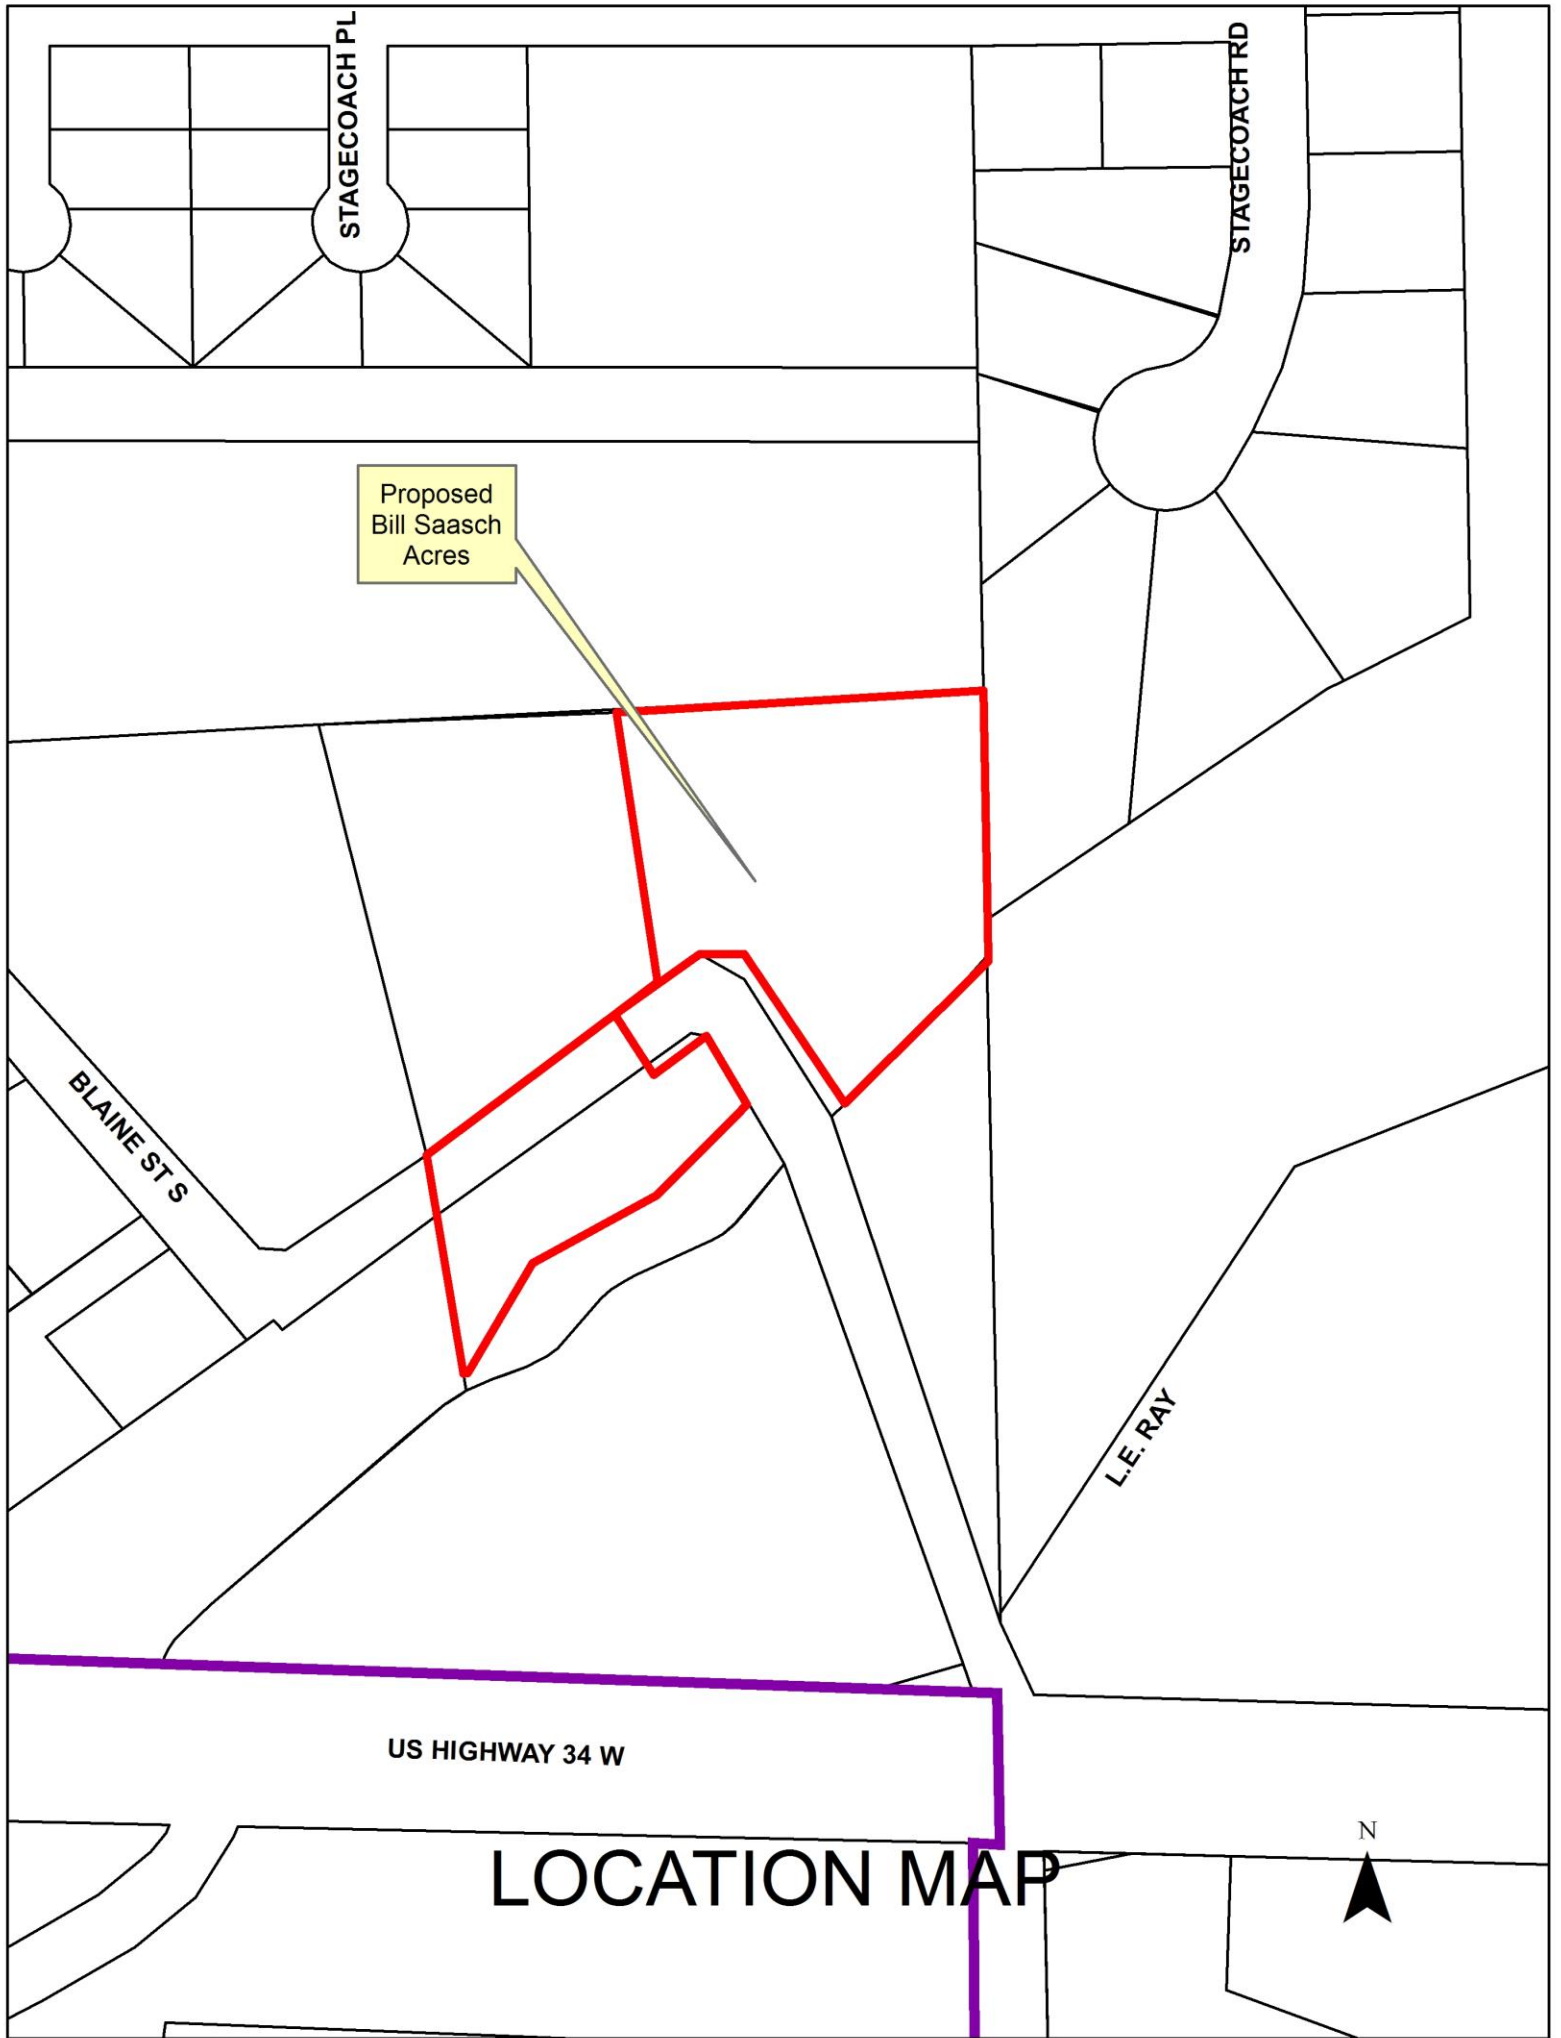 STAGECOACH PL
STAGECOACH RD
Proposed
Bill Saasch
Acres
BLAINE ST S
L.E. RAY
US HIGHWAY 34 W
N
LOCATION MAP